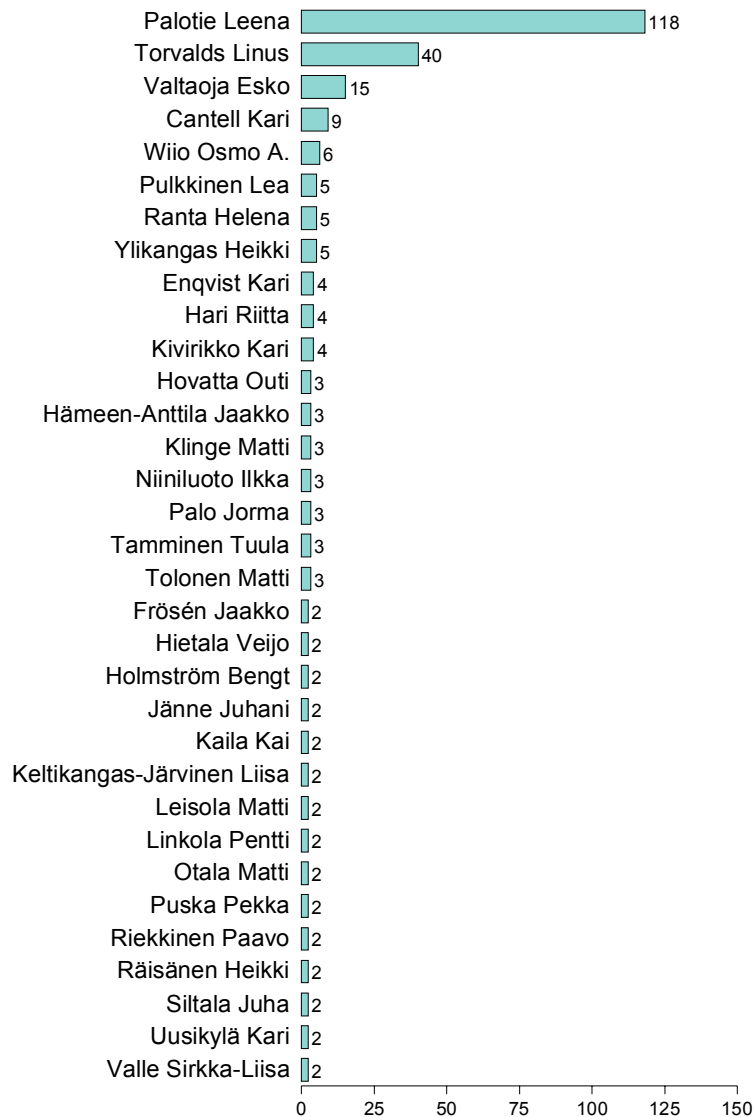 Palotie Leena 118
Torvalds Linus 40
Valtaoja Esko 15
Cantell Kari 9
Wiio Osmo A. 6
Pulkkinen Lea 5
Ranta Helena 5
Ylikangas Heikki 5
Enqvist Kari 4
Hari Riitta 4
Kivirikko Kari 4
Hovatta Outi 3
Hämeen-Anttila Jaakko 3
Klinge Matti 3
Niiniluoto Ilkka 3
Palo Jorma 3
Tamminen Tuula 3
Tolonen Matti 3
Frösén Jaakko 2
Hietala Veijo 2
Holmström Bengt 2
Jänne Juhani 2
Kaila Kai 2
Keltikangas-Järvinen Liisa 2
Leisola Matti 2
Linkola Pentti 2
Otala Matti 2
Puska Pekka 2
Riekkinen Paavo 2
Räisänen Heikki 2
Siltala Juha 2
Uusikylä Kari 2
Valle Sirkka-Liisa 2
0 25 50 75 100 125 150